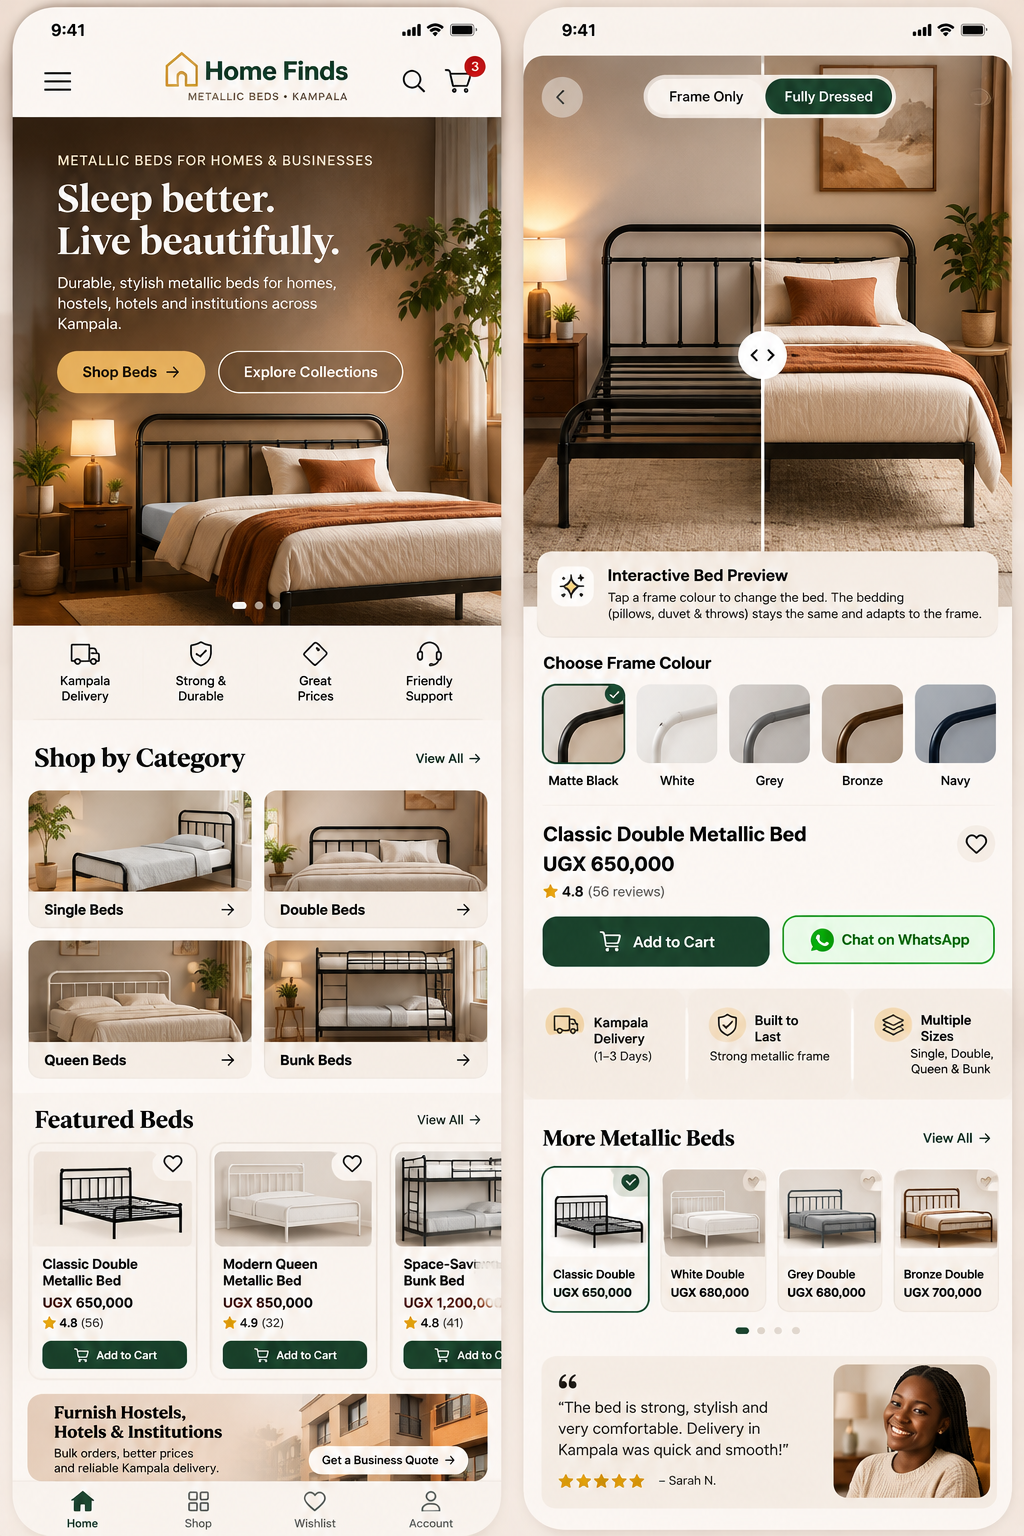 9:41
Home Finds
METALLIC BEDS • KAMPALA
3
METALLIC BEDS FOR HOMES & BUSINESSES
Sleep better.
Live beautifully.
Durable, stylish metallic beds for homes,
hostels, hotels and institutions across
Kampala.
Shop Beds →
Explore Collections
Kampala
Delivery
Strong &
Durable
Great
Prices
Friendly
Support
Shop by Category
View All →
Single Beds →
Double Beds →
Queen Beds →
Bunk Beds →
Featured Beds
View All →
Classic Double
Metallic Bed
UGX 650,000
4.8 (56)
Add to Cart
Modern Queen
Metallic Bed
UGX 850,000
4.9 (32)
Add to Cart
Bunk Bed
UGX 1,200,000
4.8 (41)
Add to C
Furnish Hostels,
Hotels & Institutions
Bulk orders, better prices
and reliable Kampala delivery.
Get a Business Quote →
Home
Shop
Wishlist
Account
9:41
Frame Only
Fully Dressed
Interactive Bed Preview
Tap a frame colour to change the bed. The bedding
(pillows, duvet & throws) stays the same and adapts to the frame.
Choose Frame Colour
Matte Black
White
Grey
Bronze
Navy
Classic Double Metallic Bed
UGX 650,000
4.8 (56 reviews)
Add to Cart
Chat on WhatsApp
Kampala
Delivery
(1–3 Days)
Built to
Last
Strong metallic frame
Multiple
Sizes
Single, Double,
Queen & Bunk
More Metallic Beds
View All →
Classic Double
UGX 650,000
White Double
UGX 680,000
Grey Double
UGX 680,000
Bronze Double
UGX 700,000
“
“The bed is strong, stylish and
very comfortable. Delivery in
Kampala was quick and smooth!”
– Sarah N.